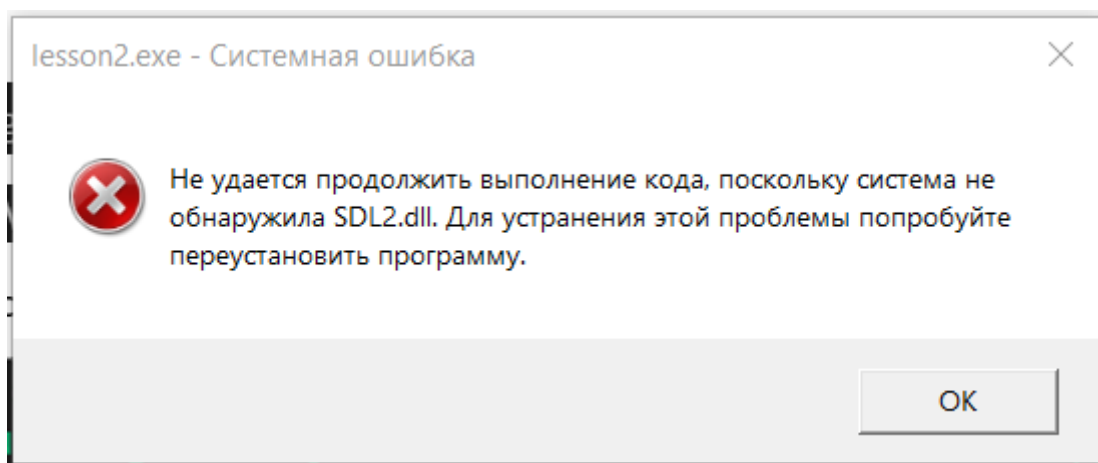 lesson2.exe - Системная ошибка
Не удается продолжить выполнение кода, поскольку система не
обнаружила SDL2.dll. Для устранения этой проблемы попробуйте
переустановить программу.
ОК